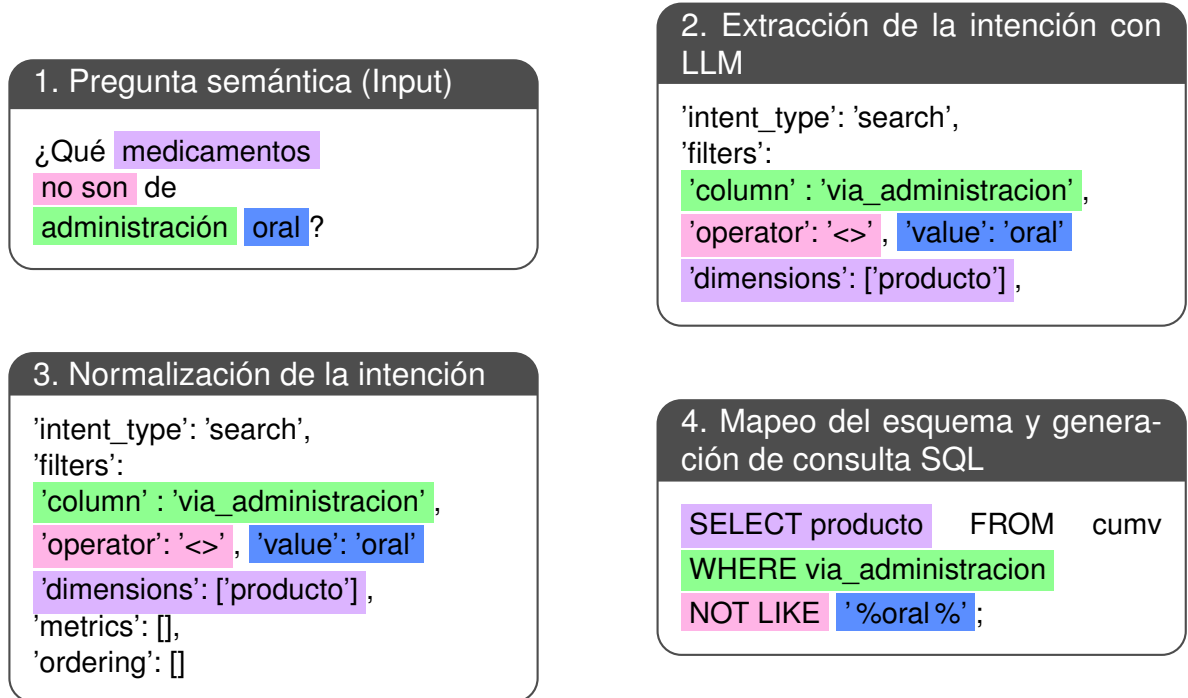 1. Pregunta semántica (Input)
¿Qué medicamentos
no son de
administración oral ?
2. Extracción de la intención con
LLM
’intent_type’: ’search’,
’filters’:
’column’ : ’via_administracion’ ,
’operator’: ’<>’ , ’value’: ’oral’
’dimensions’: [’producto’] ,
3. Normalización de la intención
’intent_type’: ’search’,
’filters’:
’column’ : ’via_administracion’ ,
’operator’: ’<>’ , ’value’: ’oral’
’dimensions’: [’producto’] ,
’metrics’: [],
’ordering’: []
4. Mapeo del esquema y genera-
ción de consulta SQL
SELECT producto FROM cumv
WHERE via_administracion
NOT LIKE ’ %oral %’ ;